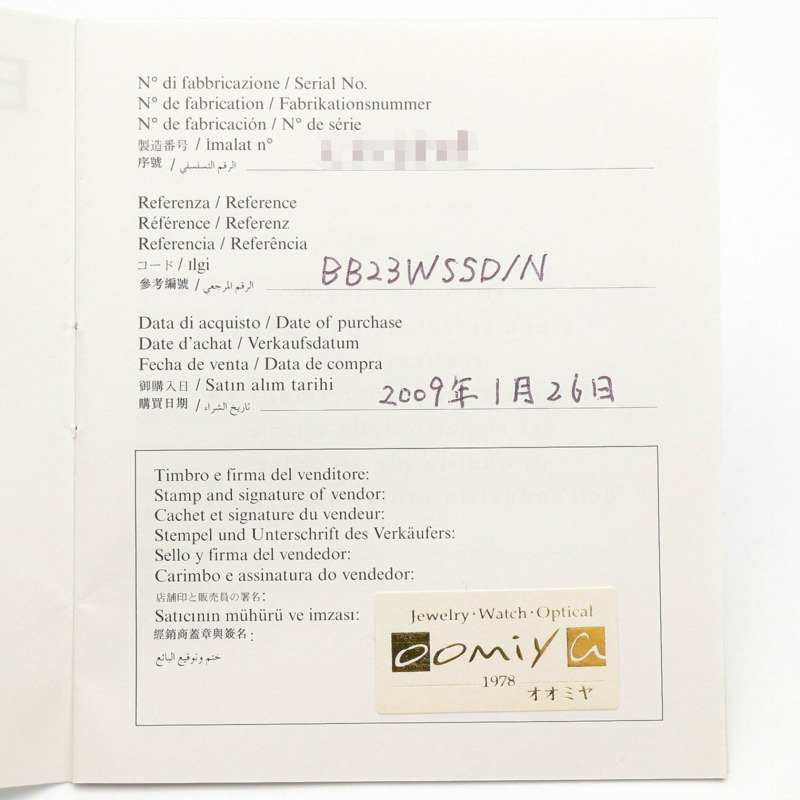 N° di fabbricazione / Serial No.
N° de fabrication / Fabrikationsnummer
N° de fabricación / N° de série
製造番号 / İmalat n°
序號 / الرقم التسلسلي
Referenza / Reference
Référence / Referenz
Referencia / Referência
コード / ılgi
參考編號 / الرقم المرجعي
BB23WSSD/N
Data di acquisto / Date of purchase
Date d'achat / Verkaufsdatum
Fecha de venta / Data de compra
御購入日 / Satın alım tarihi
購買日期 / تاريخ الشراء
2009年1月26日
Timbro e firma del venditore:
Stamp and signature of vendor:
Cachet et signature du vendeur:
Stempel und Unterschrift des Verkäufers:
Sello y firma del vendedor:
Carimbo e assinatura do vendedor:
店舗印と販売員の署名:
Satıcının mühürü ve imzası:
經銷商蓋章與簽名:
ختم وتوقيع البائع
Jewelry・Watch・Optical
oomiya
1978
オオミヤ